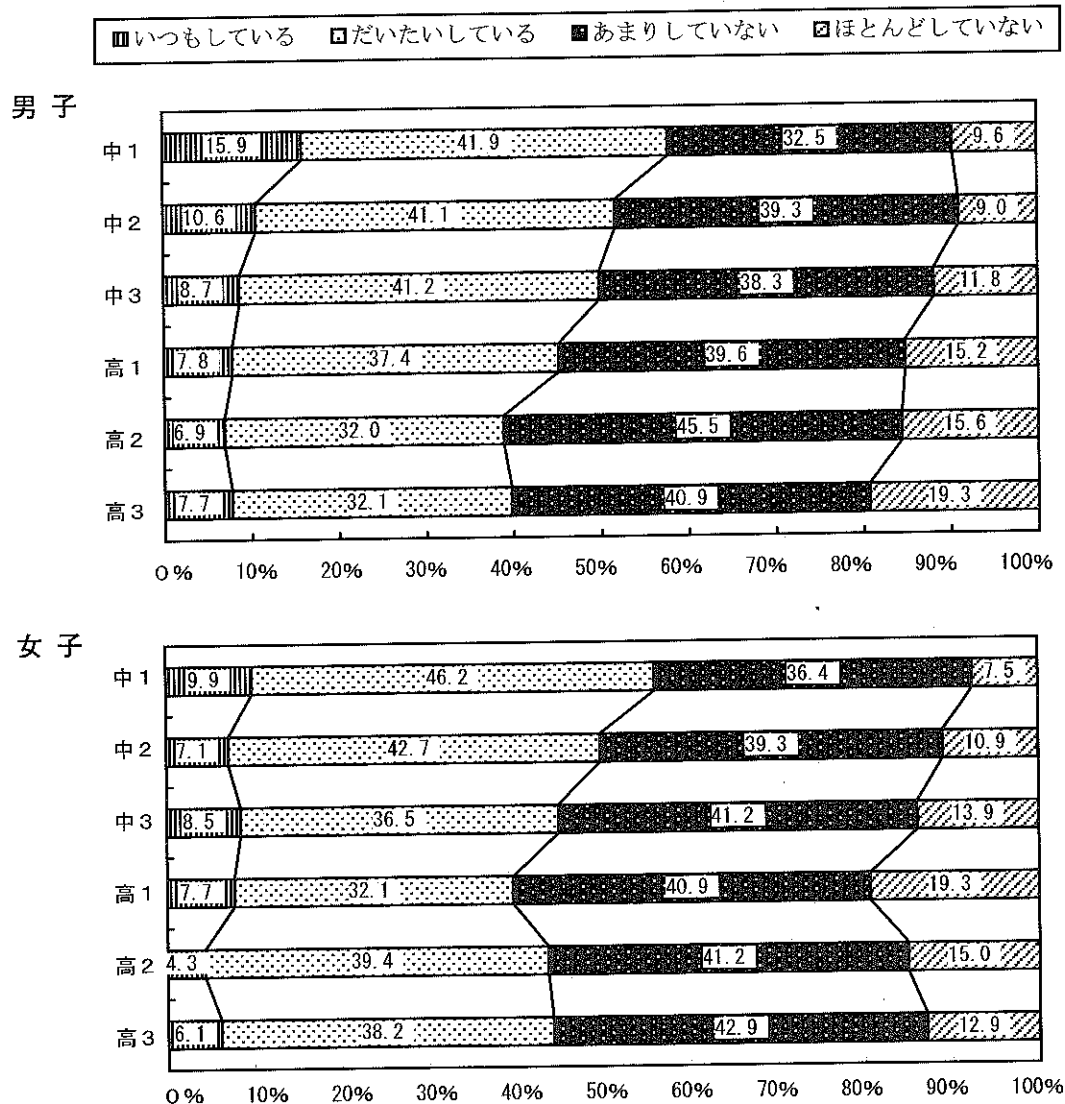 いつもしている だいたいしている あまりしていない ほとんどしていない
男子
中1 15.9 41.9 32.5 9.6
中2 10.6 41.1 39.3 9.0
中3 8.7 41.2 38.3 11.8
高1 7.8 37.4 39.6 15.2
高2 6.9 32.0 45.5 15.6
高3 7.7 32.1 40.9 19.3
0% 10% 20% 30% 40% 50% 60% 70% 80% 90% 100%
女子
中1 9.9 46.2 36.4 7.5
中2 7.1 42.7 39.3 10.9
中3 8.5 36.5 41.2 13.9
高1 7.7 32.1 40.9 19.3
高2 4.3 39.4 41.2 15.0
高3 6.1 38.2 42.9 12.9
0% 10% 20% 30% 40% 50% 60% 70% 80% 90% 100%